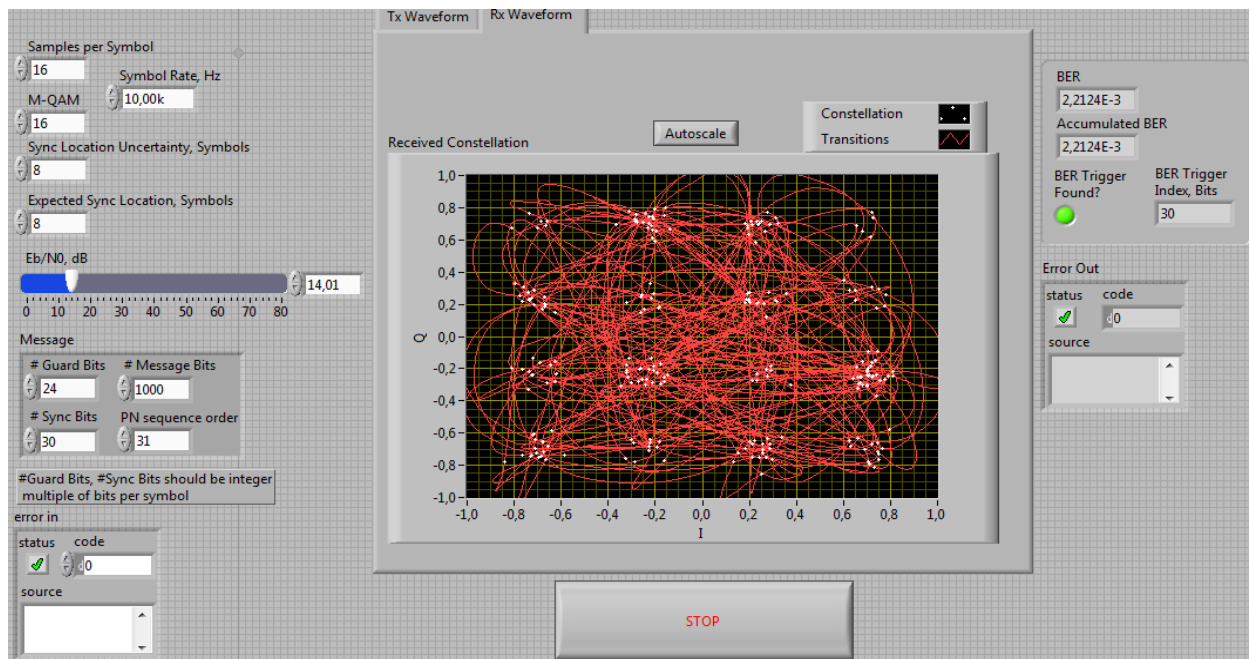 Tx Waveform
Rx Waveform
Samples per Symbol
16
Symbol Rate, Hz
10,00k
M-QAM
16
Sync Location Uncertainty, Symbols
8
Expected Sync Location, Symbols
8
Eb/N0, dB
14,01
0 10 20 30 40 50 60 70 80
Message
# Guard Bits
24
# Message Bits
1000
# Sync Bits
30
PN sequence order
31
#Guard Bits, #Sync Bits should be integer
multiple of bits per symbol
error in
status
code
d0
source
Received Constellation
Autoscale
Constellation
Transitions
1,0
0,8
0,6
0,4
0,2
0,0
-0,2
-0,4
-0,6
-0,8
-1,0
Q
-1,0 -0,8 -0,6 -0,4 -0,2 0,0 0,2 0,4 0,6 0,8 1,0
I
STOP
BER
2,2124E-3
Accumulated BER
2,2124E-3
BER Trigger
Found?
BER Trigger
Index, Bits
30
Error Out
status
code
d0
source